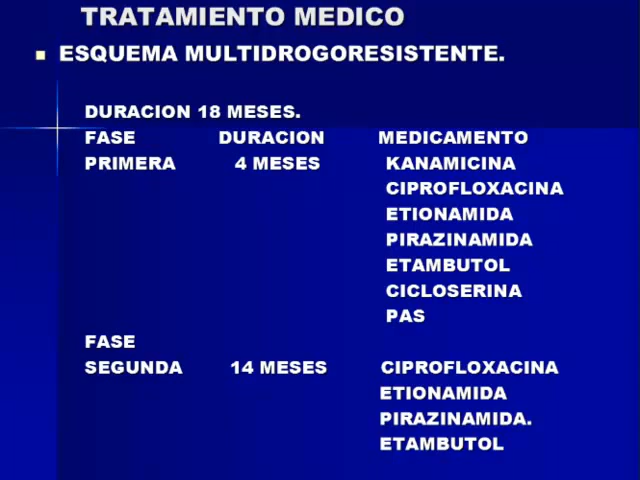 TRATAMIENTO MEDICO
ESQUEMA MULTIDROGORESISTENTE.
DURACION 18 MESES.
FASE DURACION MEDICAMENTO
PRIMERA 4 MESES KANAMICINA
CIPROFLOXACINA
ETIONAMIDA
PIRAZINAMIDA
ETAMBUTOL
CICLOSERINA
PAS
FASE
SEGUNDA 14 MESES CIPROFLOXACINA
ETIONAMIDA
PIRAZINAMIDA.
ETAMBUTOL